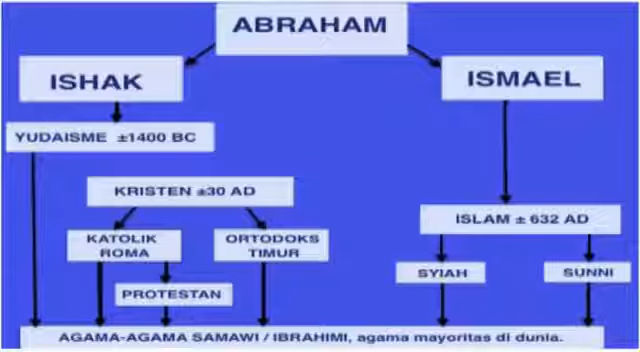 ABRAHAM
ISHAK
ISMAEL
YUDAISME ±1400 BC
KRISTEN ±30 AD
ISLAM ± 632 AD
KATOLIK
ROMA
ORTODOKS
TIMUR
SYIAH
SUNNI
PROTESTAN
AGAMA-AGAMA SAMAWI / IBRAHIMI, agama mayoritas di dunia.